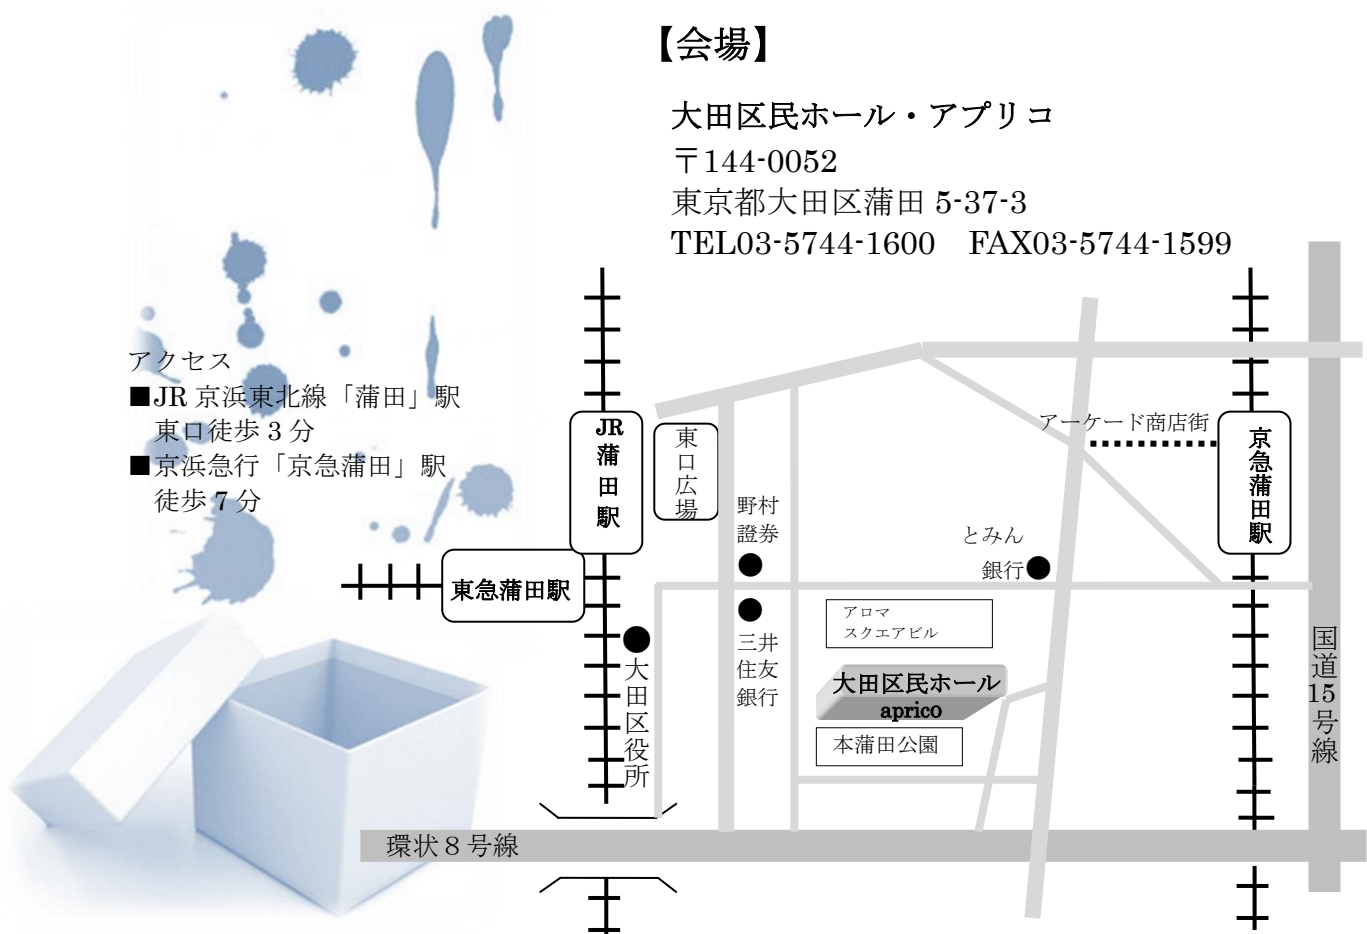 【会場】
大田区民ホール・アプリコ
〒144-0052
東京都大田区蒲田 5-37-3
TEL03-5744-1600　FAX03-5744-1599
アクセス
■JR 京浜東北線「蒲田」駅
東口徒歩 3 分
■京浜急行「京急蒲田」駅
徒歩 7 分
JR
蒲田駅
東口広場
アーケード商店街
京急蒲田駅
野村
證券
とみん
銀行
東急蒲田駅
アロマ
スクエアビル
三井
住友
銀行
大田区役所
大田区民ホール
aprico
本蒲田公園
国道15号線
環状８号線